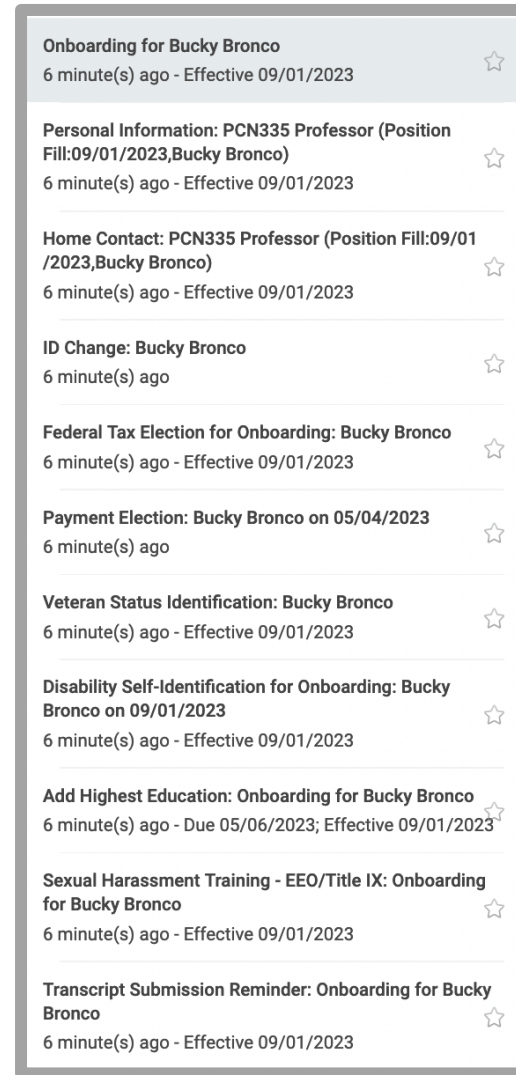 Onboarding for Bucky Bronco
6 minute(s) ago - Effective 09/01/2023
Personal Information: PCN335 Professor (Position
Fill:09/01/2023,Bucky Bronco)
6 minute(s) ago - Effective 09/01/2023
Home Contact: PCN335 Professor (Position Fill:09/01
/2023,Bucky Bronco)
6 minute(s) ago - Effective 09/01/2023
ID Change: Bucky Bronco
6 minute(s) ago
Federal Tax Election for Onboarding: Bucky Bronco
6 minute(s) ago - Effective 09/01/2023
Payment Election: Bucky Bronco on 05/04/2023
6 minute(s) ago
Veteran Status Identification: Bucky Bronco
6 minute(s) ago - Effective 09/01/2023
Disability Self-Identification for Onboarding: Bucky
Bronco on 09/01/2023
6 minute(s) ago - Effective 09/01/2023
Add Highest Education: Onboarding for Bucky Bronco
6 minute(s) ago - Due 05/06/2023; Effective 09/01/2023
Sexual Harassment Training - EEO/Title IX: Onboarding
for Bucky Bronco
6 minute(s) ago - Effective 09/01/2023
Transcript Submission Reminder: Onboarding for Bucky
Bronco
6 minute(s) ago - Effective 09/01/2023